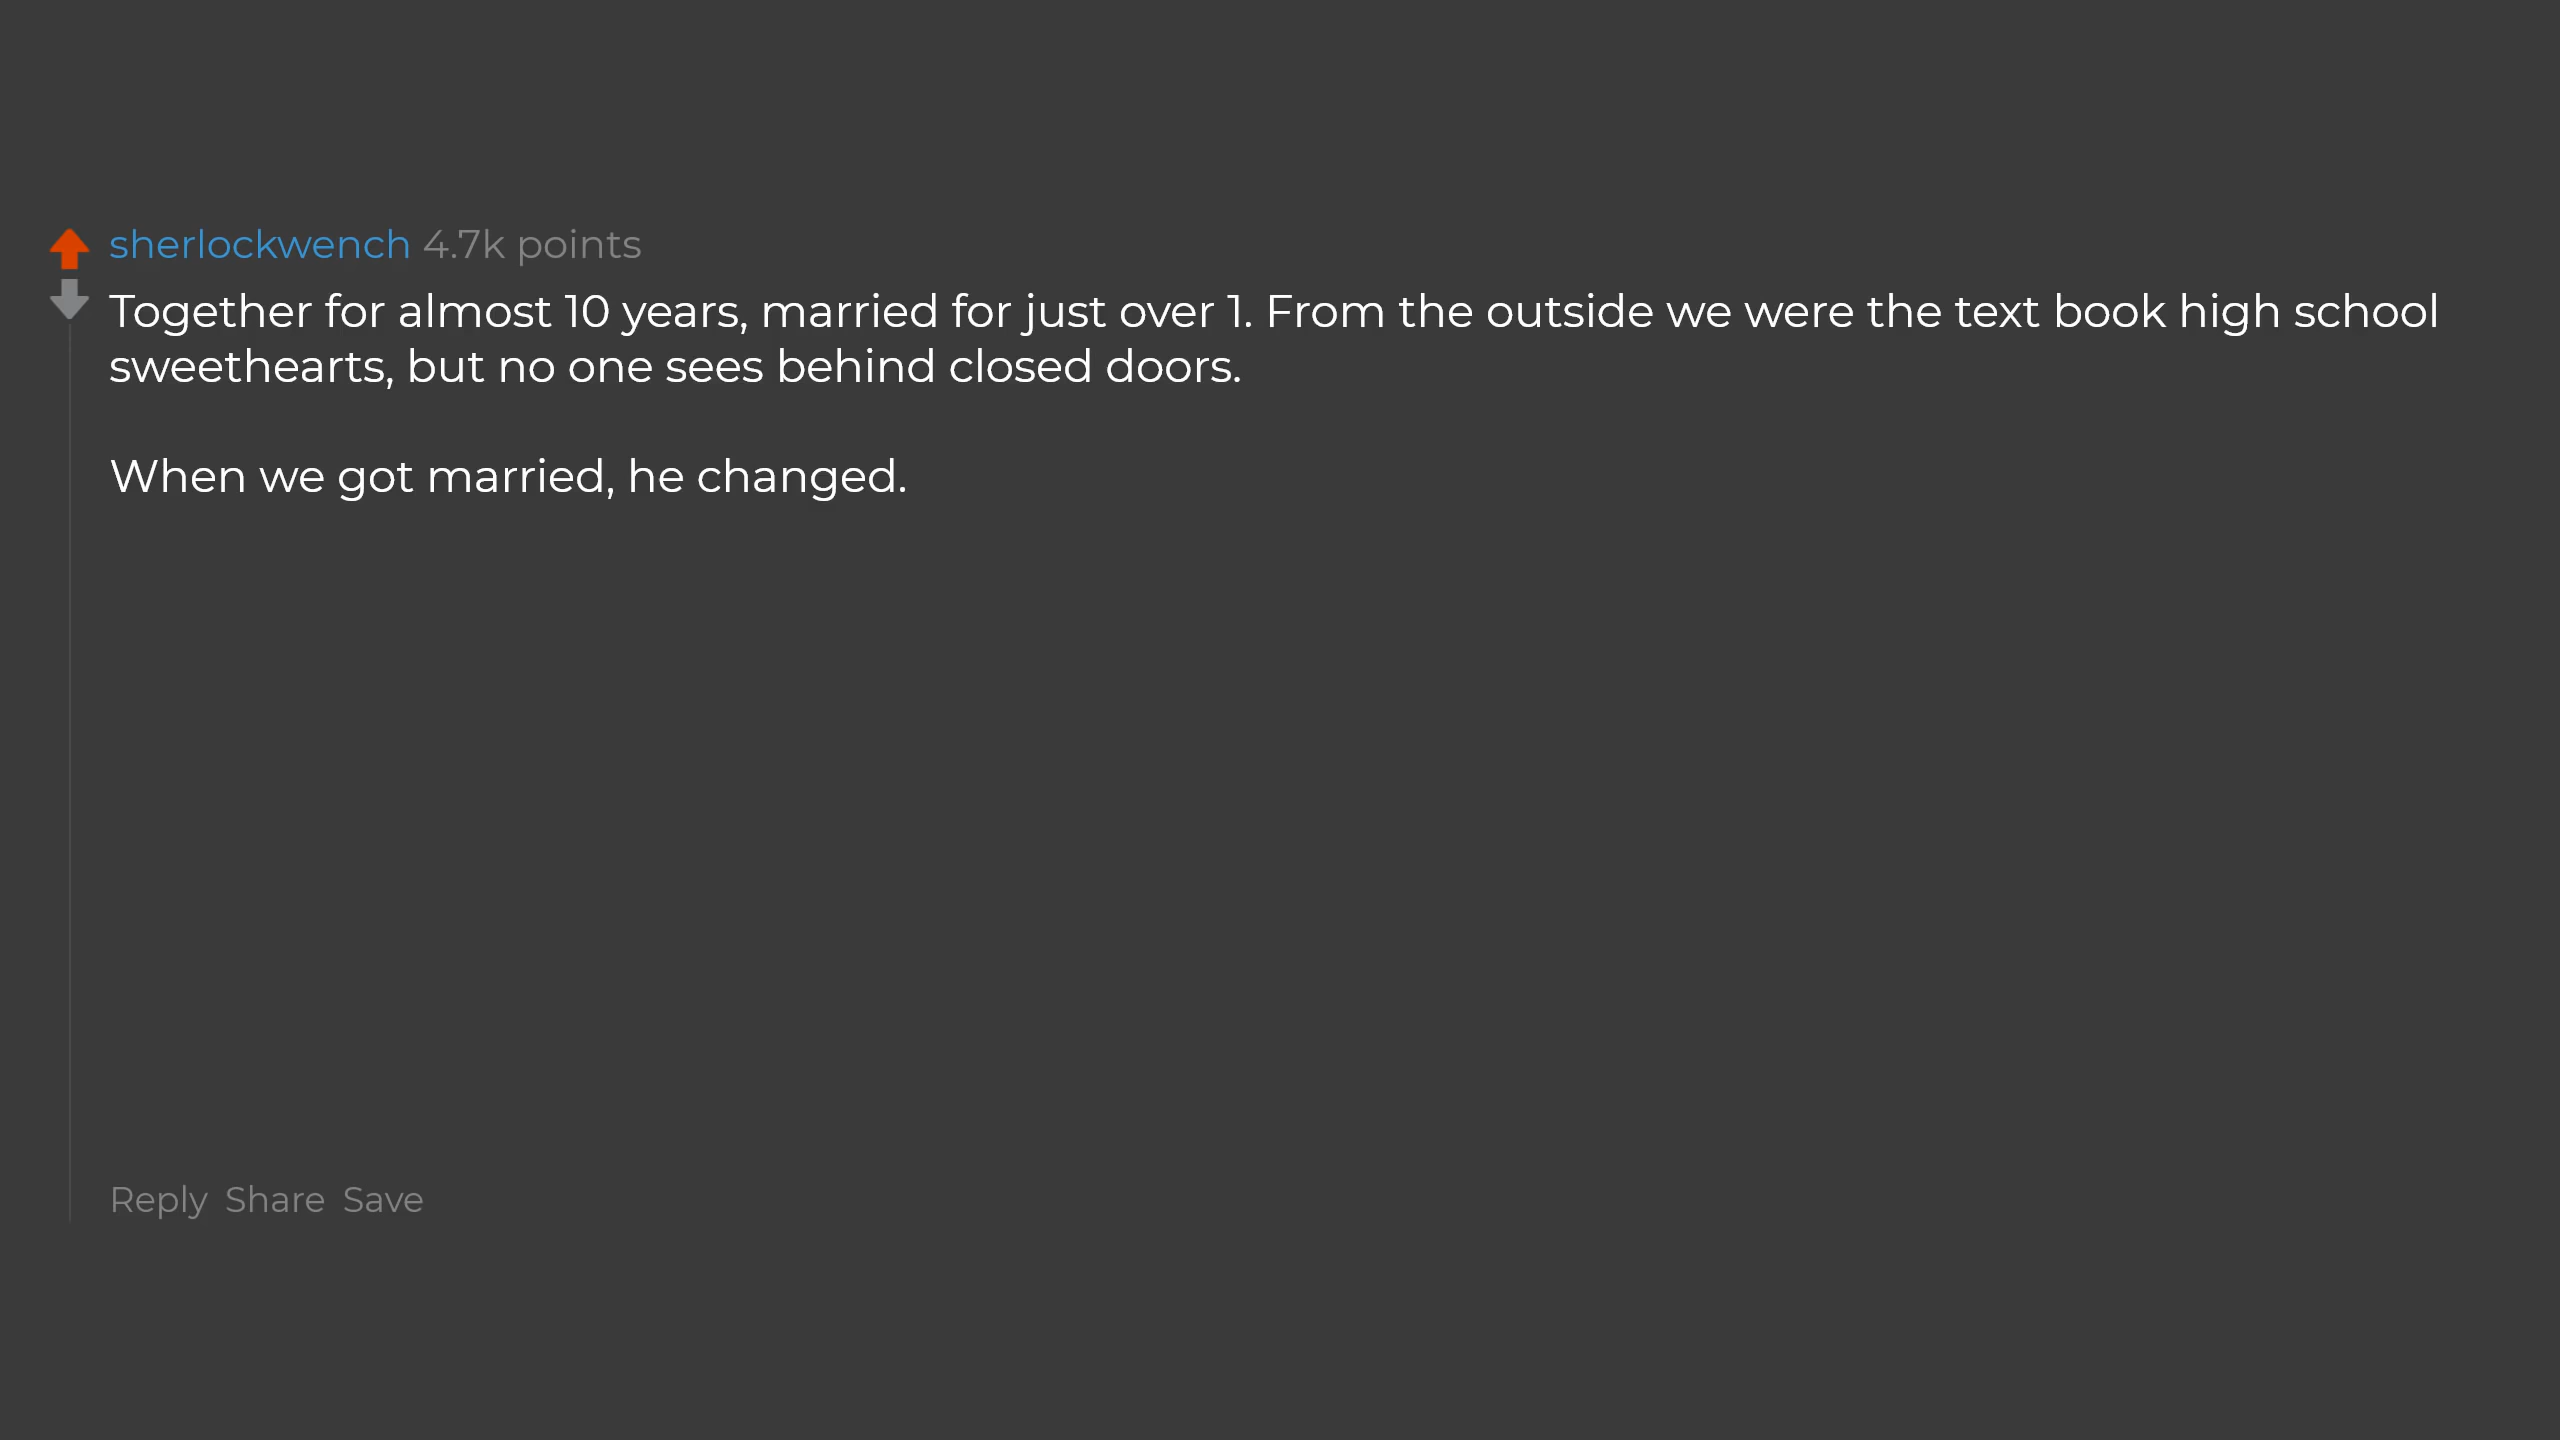 sherlockwench 4.7k points
Together for almost 10 years, married for just over 1. From the outside we were the text book high school
sweethearts, but no one sees behind closed doors.
When we got married, he changed.
Reply Share Save